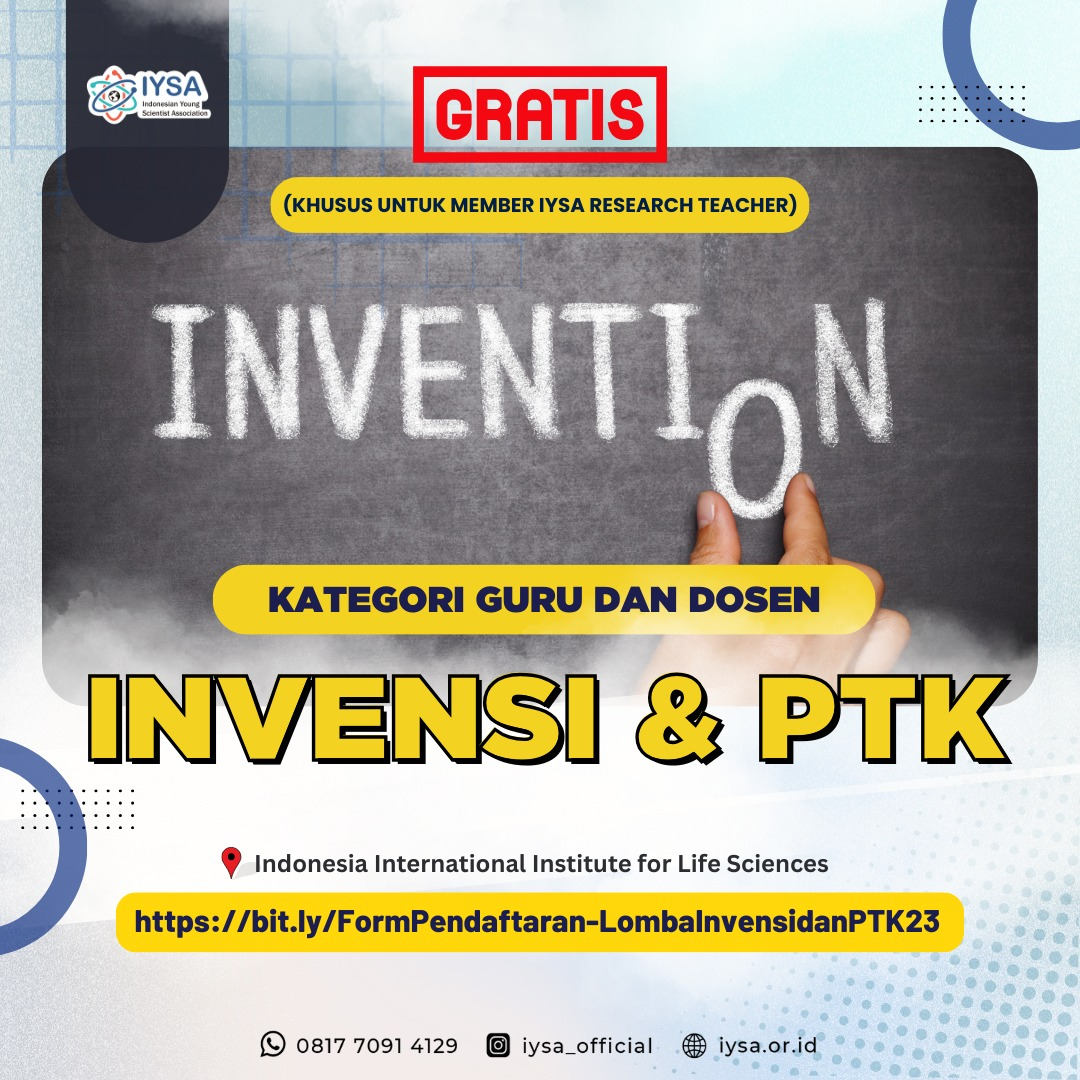 IYSA
Indonesian Young
Scientist Association
GRATIS
(KHUSUS UNTUK MEMBER IYSA RESEARCH TEACHER)
INVENTION
KATEGORI GURU DAN DOSEN
INVENSI & PTK
Indonesia International Institute for Life Sciences
https://bit.ly/FormPendaftaran-LombaInvensidanPTK23
0817 7091 4129 iysa_official iysa.or.id